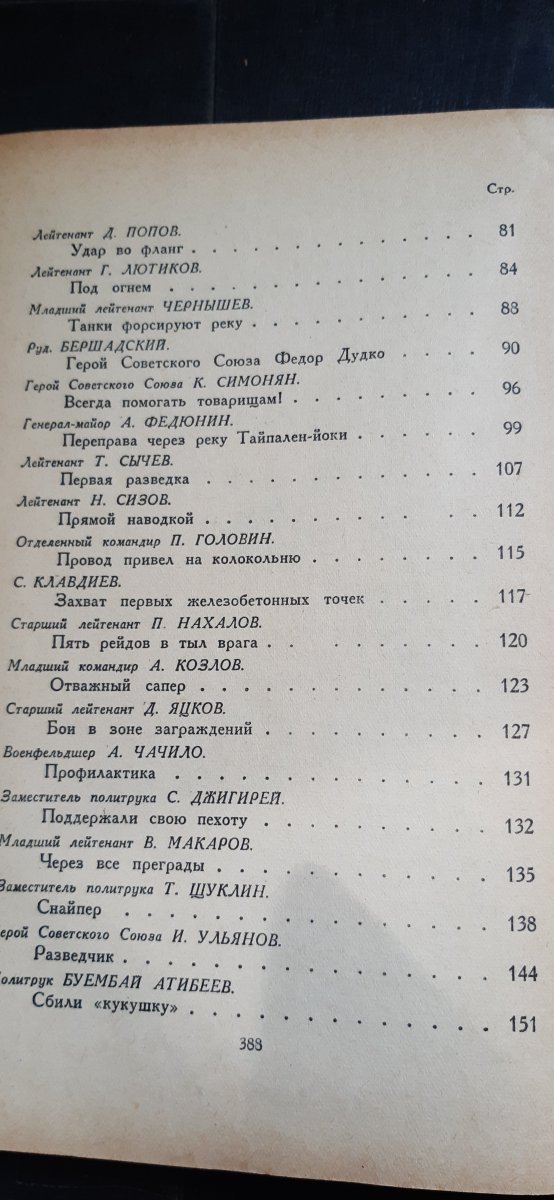 Стр.
Лейтенант Д. ПОПОВ.
Удар во фланг . . . . . . . . . . . . 81
Лейтенант Г. ЛЮТИКОВ.
Под огнем . . . . . . . . . . . . 84
Младший лейтенант ЧЕРНЫШЕВ.
Танки форсируют реку . . . . . . . . . 88
Руд. БЕРШАДСКИЙ.
Герой Советского Союза Федор Дудко . . . . 90
Герой Советского Союза К. СИМОНЯН.
Всегда помогать товарищам! . . . . . . . . 96
Генерал-майор А. ФЕДЮНИН.
Переправа через реку Тайпален-йоки . . . . . 99
Лейтенант Т. СЫЧЕВ.
Первая разведка . . . . . . . . . . . 107
Лейтенант Н. СИЗОВ.
Прямой наводкой . . . . . . . . . . . 112
Отделенный командир П. ГОЛОВИН.
Провод привел на колокольню . . . . . . . 115
С. КЛАВДИЕВ.
Захват первых железобетонных точек . . . . . 117
Старший лейтенант П. НАХАЛОВ.
Пять рейдов в тыл врага . . . . . . . . . 120
Младший командир А. КОЗЛОВ.
Отважный сапер . . . . . . . . . . . . 123
Старший лейтенант Д. ЯЦКОВ.
Бои в зоне заграждений . . . . . . . . . 127
Военфельдшер А. ЧАЧИЛО.
Профилактика . . . . . . . . . . . . . 131
Заместитель политрука С. ДЖИГИРЕЙ.
Поддержали свою пехоту . . . . . . . . . 132
Младший лейтенант В. МАКАРОВ.
Через все преграды . . . . . . . . . . . 135
Заместитель политрука Т. ЩУКЛИН.
Снайпер . . . . . . . . . . . . . . 138
ерой Советского Союза И. УЛЬЯНОВ.
Разведчик . . . . . . . . . . . . . 144
олитрук БУЕМБАЙ АТИБЕЕВ.
Сбили «кукушку» . . . . . . . . . . . 151
388